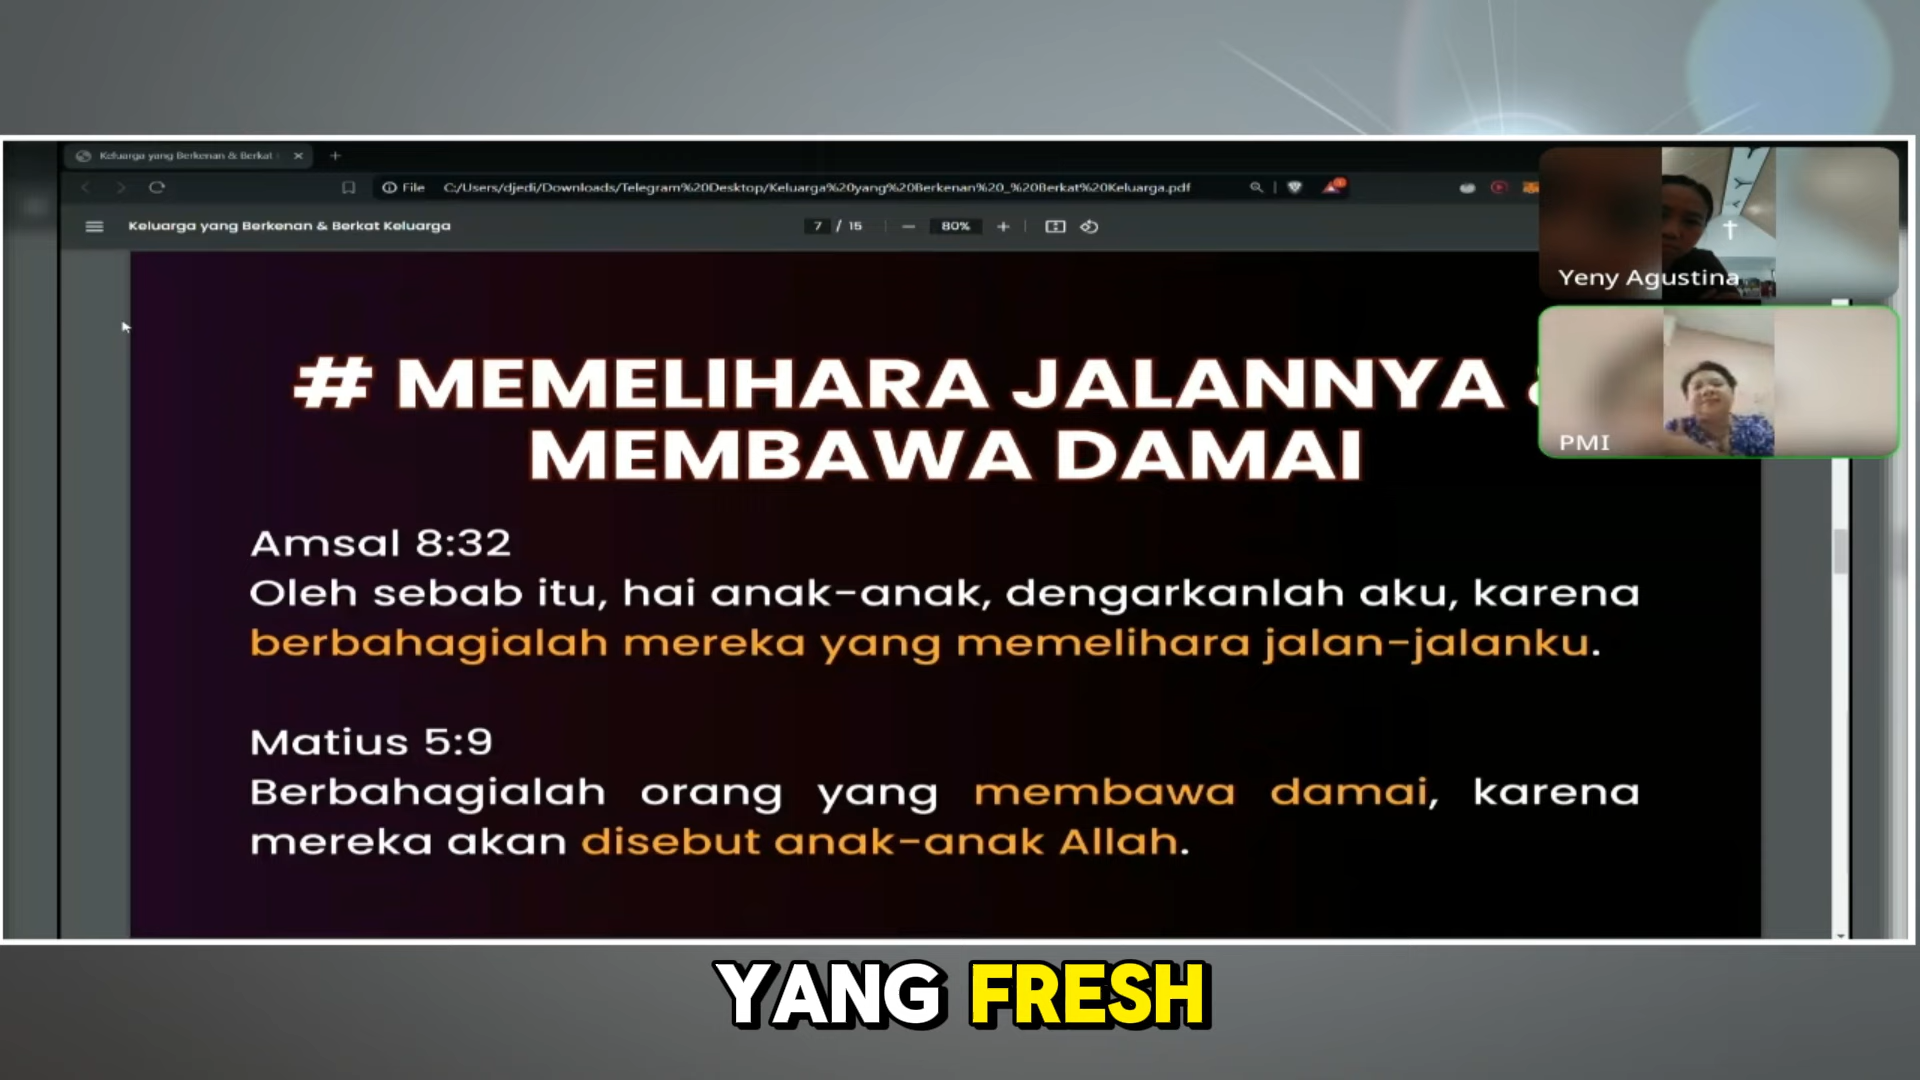 Keluarga yang Berkenan & Berkat
File C:/Users/djedi/Downloads/Telegram%20Desktop/Keluarga%20yang%20Berkenan%20_%20Berkat%20Keluarga.pdf
Keluarga yang Berkenan & Berkat Keluarga 7 / 15 80%
Yeny Agustina
PMI
# MEMELIHARA JALANNYA
MEMBAWA DAMAI
Amsal 8:32
Oleh sebab itu, hai anak-anak, dengarkanlah aku, karena
berbahagialah mereka yang memelihara jalan-jalanku.
Matius 5:9
Berbahagialah orang yang membawa damai, karena
mereka akan disebut anak-anak Allah.
YANG FRESH